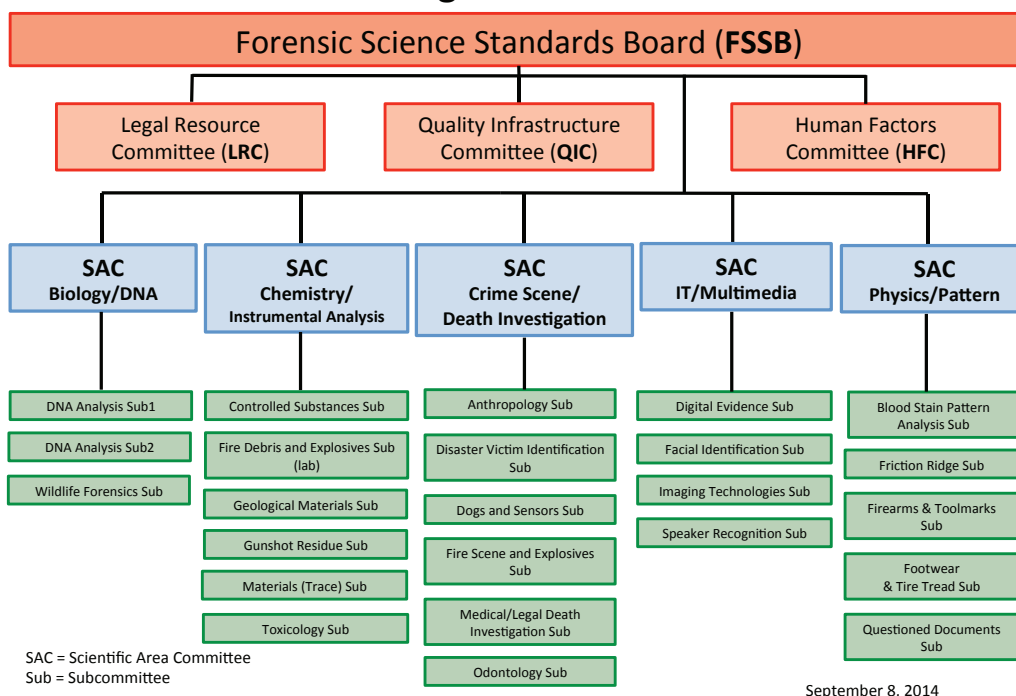 Forensic Science Standards Board (FSSB)
Legal Resource
Committee (LRC)
Quality Infrastructure
Committee (QIC)
Human Factors
Committee (HFC)
SAC
Biology/DNA
SAC
Chemistry/
Instrumental Analysis
SAC
Crime Scene/
Death Investigation
SAC
IT/Multimedia
SAC
Physics/Pattern
DNA Analysis Sub1
DNA Analysis Sub2
Wildlife Forensics Sub
Controlled Substances Sub
Fire Debris and Explosives Sub
(lab)
Geological Materials Sub
Gunshot Residue Sub
Materials (Trace) Sub
Toxicology Sub
Anthropology Sub
Disaster Victim Identification
Sub
Dogs and Sensors Sub
Fire Scene and Explosives
Sub
Medical/Legal Death
Investigation Sub
Odontology Sub
Digital Evidence Sub
Facial Identification Sub
Imaging Technologies Sub
Speaker Recognition Sub
Blood Stain Pattern
Analysis Sub
Friction Ridge Sub
Firearms & Toolmarks
Sub
Footwear
& Tire Tread Sub
Questioned Documents
Sub
SAC = Scientific Area Committee
Sub = Subcommittee
September 8, 2014